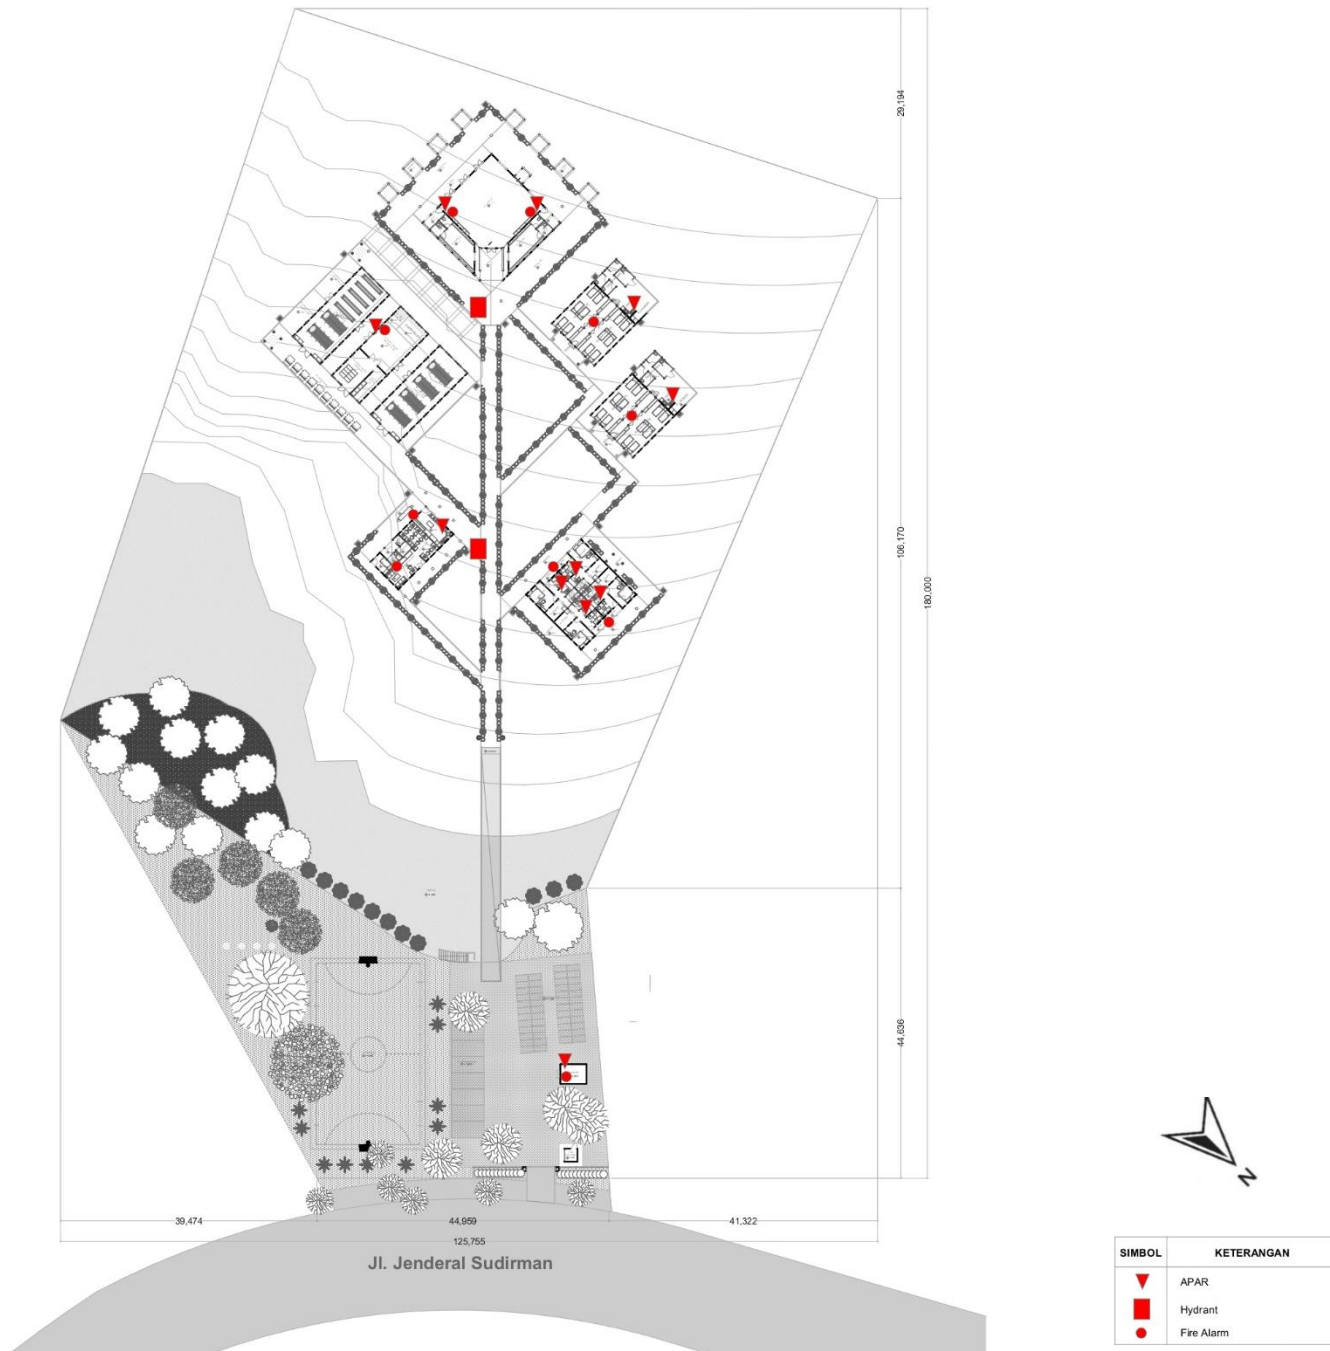 29,194
106,170
180,000
44,636
39,474
44,959
41,322
125,755
Jl. Jenderal Sudirman
N
SIMBOL KETERANGAN
APAR
Hydrant
Fire Alarm